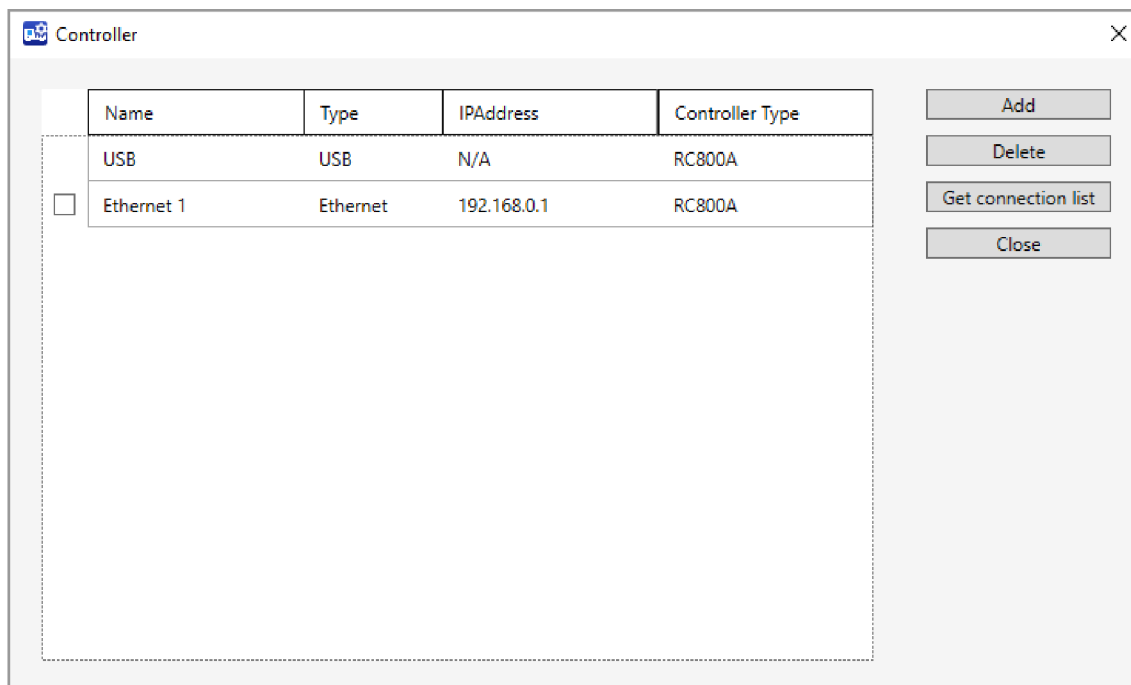 Controller
Name Type IPAddress Controller Type
USB USB N/A RC800A
Ethernet 1 Ethernet 192.168.0.1 RC800A
Add
Delete
Get connection list
Close